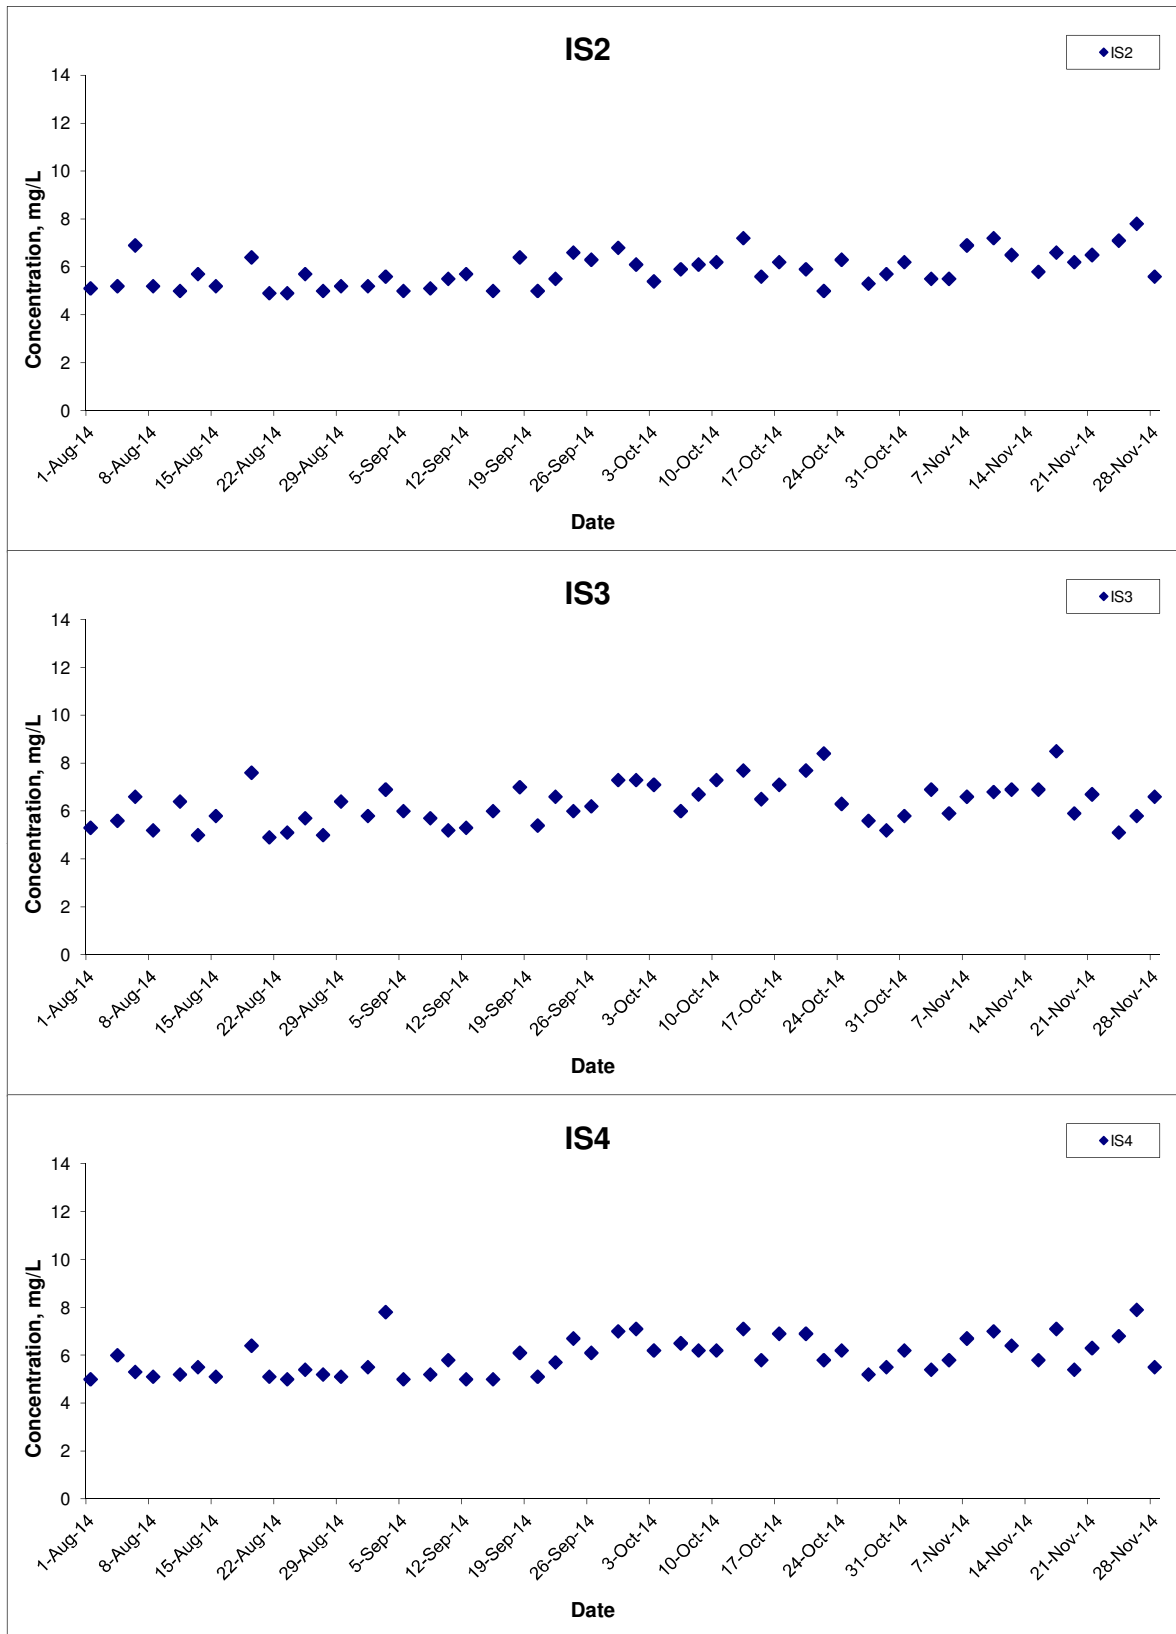 IS2
IS2
14
12
10
8
6
4
2
0
Concentration, mg/L
1-Aug-14
8-Aug-14
15-Aug-14
22-Aug-14
29-Aug-14
5-Sep-14
12-Sep-14
19-Sep-14
26-Sep-14
3-Oct-14
10-Oct-14
17-Oct-14
24-Oct-14
31-Oct-14
7-Nov-14
14-Nov-14
21-Nov-14
28-Nov-14
Date
IS3
IS3
14
12
10
8
6
4
2
0
Concentration, mg/L
1-Aug-14
8-Aug-14
15-Aug-14
22-Aug-14
29-Aug-14
5-Sep-14
12-Sep-14
19-Sep-14
26-Sep-14
3-Oct-14
10-Oct-14
17-Oct-14
24-Oct-14
31-Oct-14
7-Nov-14
14-Nov-14
21-Nov-14
28-Nov-14
Date
IS4
IS4
14
12
10
8
6
4
2
0
Concentration, mg/L
1-Aug-14
8-Aug-14
15-Aug-14
22-Aug-14
29-Aug-14
5-Sep-14
12-Sep-14
19-Sep-14
26-Sep-14
3-Oct-14
10-Oct-14
17-Oct-14
24-Oct-14
31-Oct-14
7-Nov-14
14-Nov-14
21-Nov-14
28-Nov-14
Date